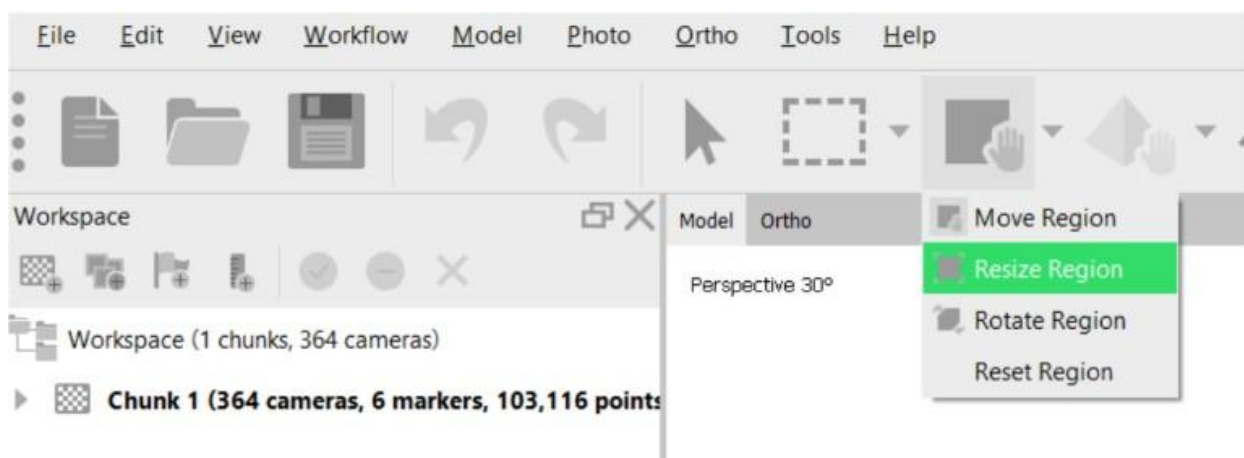 File Edit View Workflow Model Photo Ortho Tools Help
Workspace
Model Ortho
Perspective 30°
Move Region
Resize Region
Rotate Region
Reset Region
Workspace (1 chunks, 364 cameras)
Chunk 1 (364 cameras, 6 markers, 103,116 points